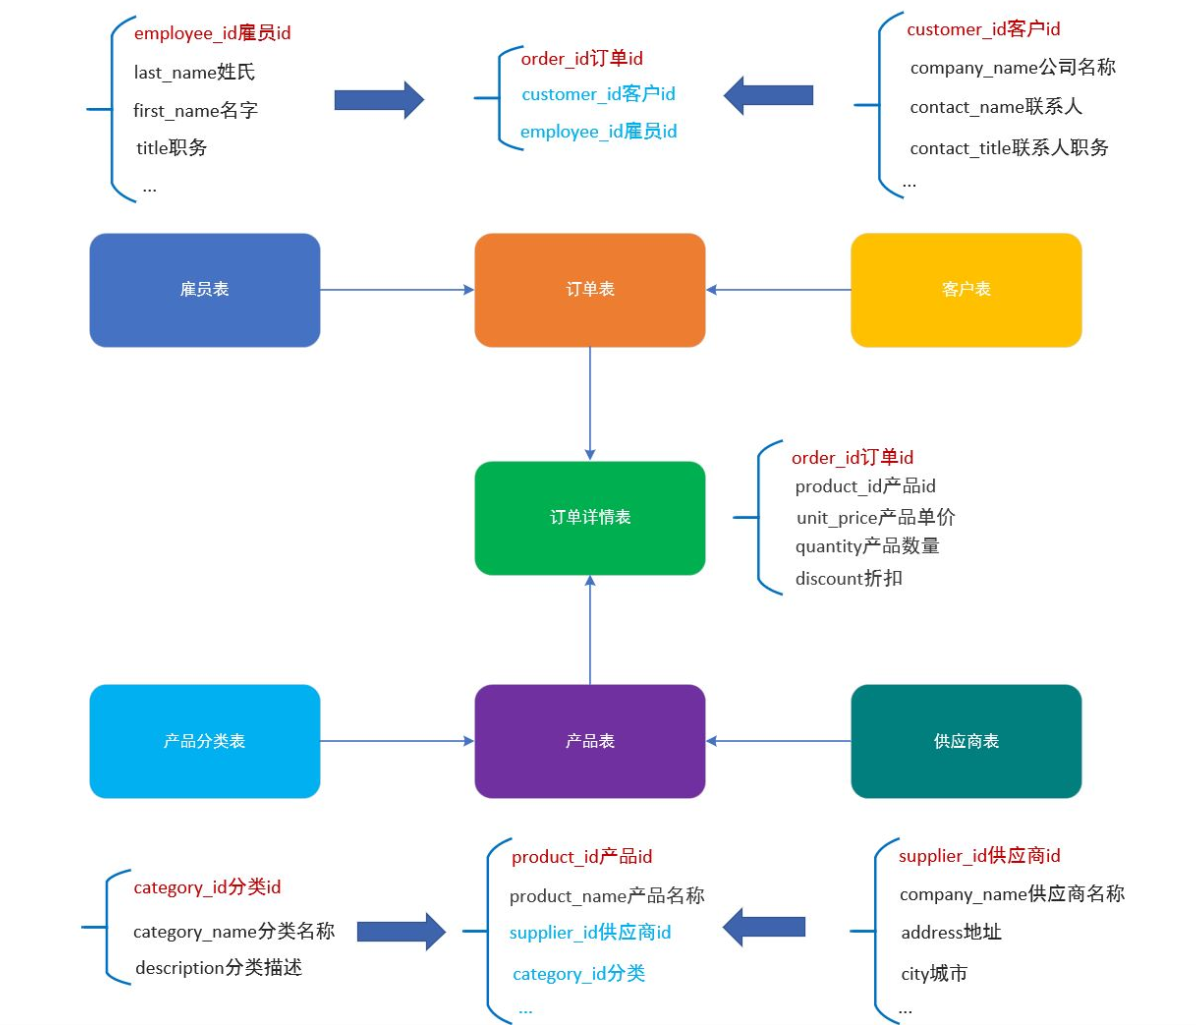 employee_id雇员id
last_name姓氏
first_name名字
title职务
...
order_id订单id
customer_id客户id
employee_id雇员id
customer_id客户id
company_name公司名称
contact_name联系人
contact_title联系人职务
...
雇员表
订单表
客户表
订单详情表
order_id订单id
product_id产品id
unit_price产品单价
quantity产品数量
discount折扣
产品分类表
产品表
供应商表
category_id分类id
category_name分类名称
description分类描述
product_id产品id
product_name产品名称
supplier_id供应商id
category_id分类
...
supplier_id供应商id
company_name供应商名称
address地址
city城市
...